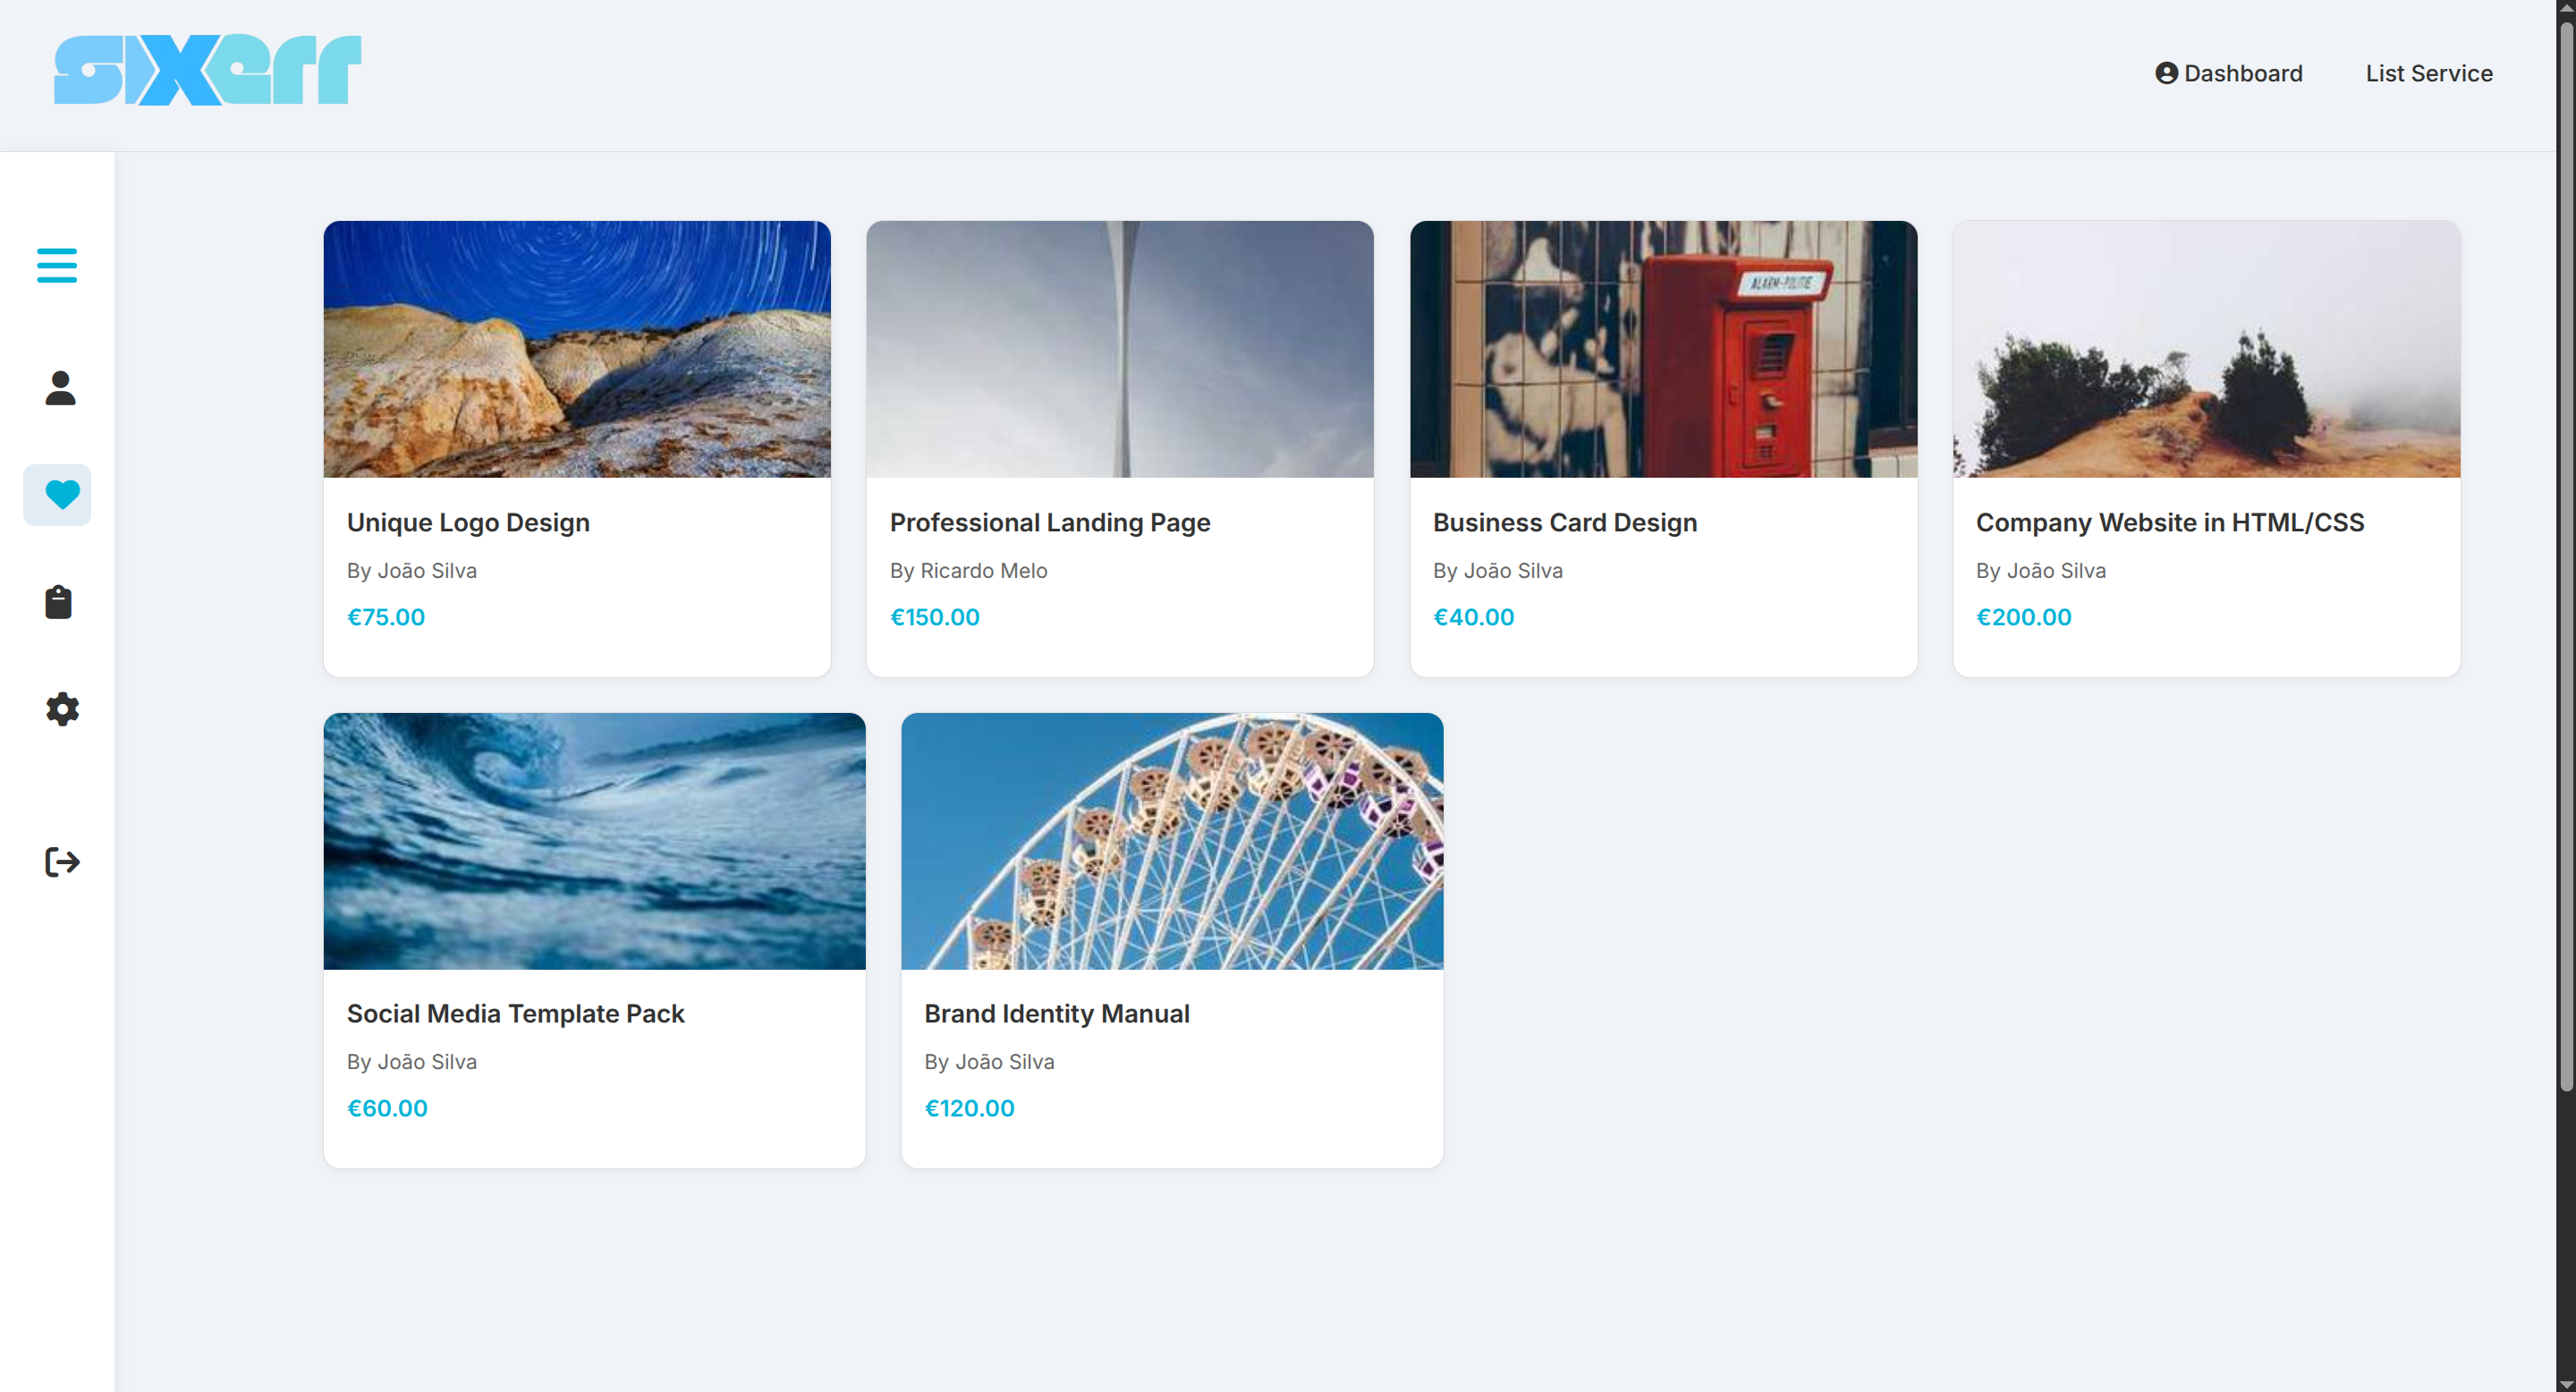 sixerr
Dashboard
List Service
ALARM-POLITIE
Unique Logo Design
By João Silva
€75.00
Professional Landing Page
By Ricardo Melo
€150.00
Business Card Design
By João Silva
€40.00
Company Website in HTML/CSS
By João Silva
€200.00
Social Media Template Pack
By João Silva
€60.00
Brand Identity Manual
By João Silva
€120.00